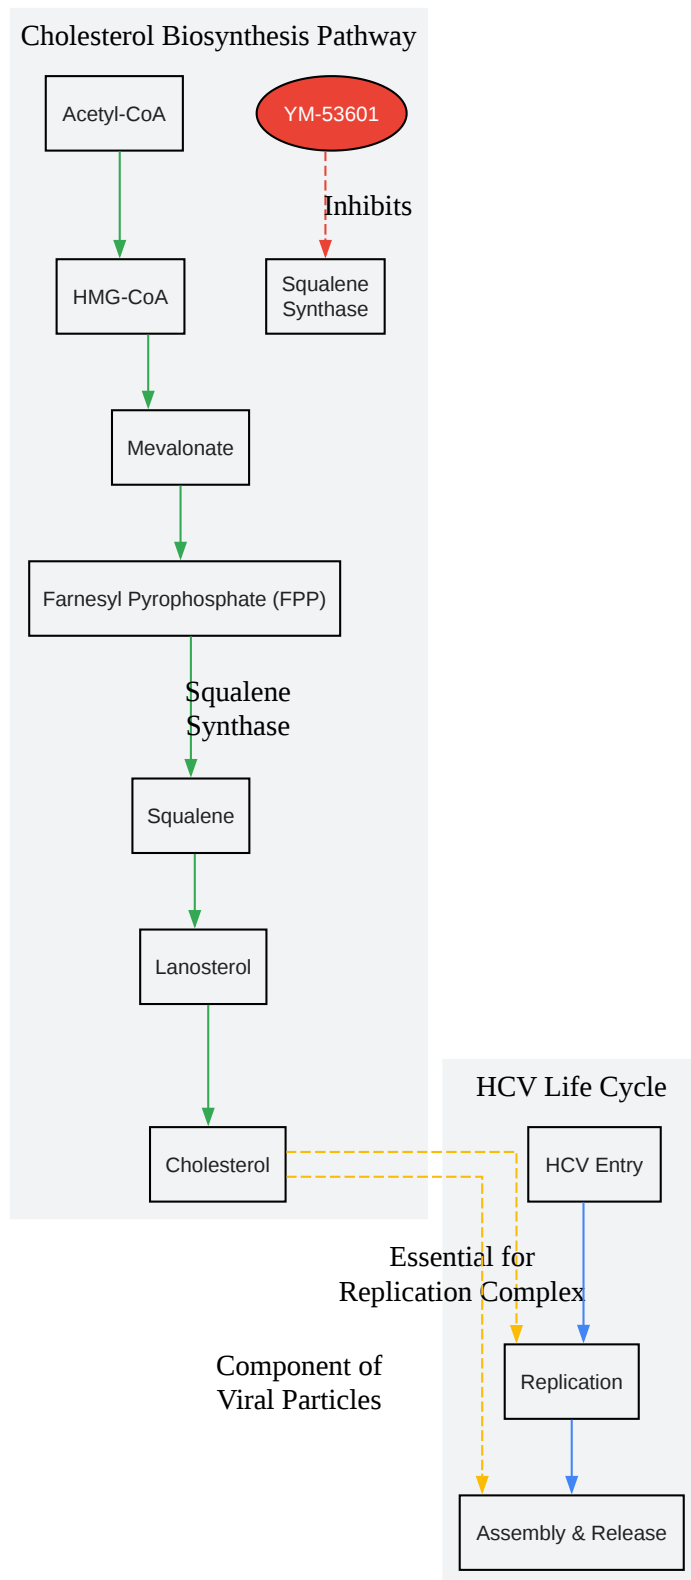 Cholesterol Biosynthesis Pathway
Acetyl-CoA
YM-53601
Inhibits
HMG-CoA
Squalene
Synthase
Mevalonate
Farnesyl Pyrophosphate (FPP)
Squalene
Synthase
Squalene
Lanosterol
Cholesterol
HCV Life Cycle
HCV Entry
Essential for
Replication Complex
Component of
Viral Particles
Replication
Assembly & Release